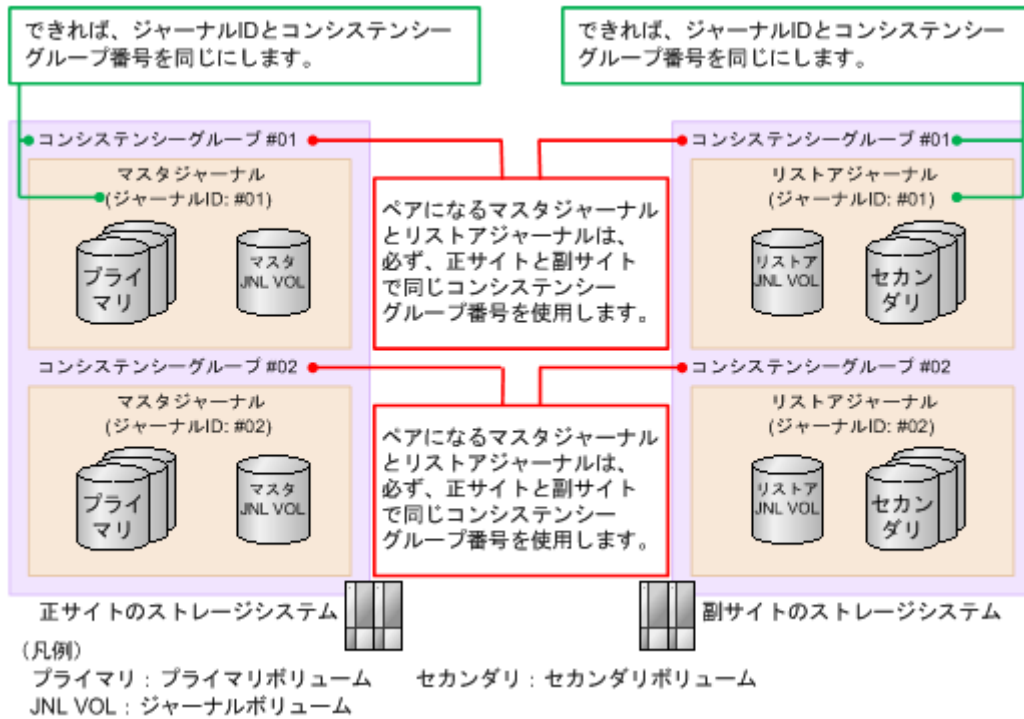 できれば、ジャーナルIDとコンシステンシー
グループ番号を同じにします。
できれば、ジャーナルIDとコンシステンシー
グループ番号を同じにします。
コンシステンシーグループ #01
マスタジャーナル
(ジャーナルID: #01)
プライ
マリ
マスタ
JNL VOL
ペアになるマスタジャーナル
とリストアジャーナルは、
必ず、正サイトと副サイト
で同じコンシステンシー
グループ番号を使用します。
コンシステンシーグループ #01
リストアジャーナル
(ジャーナルID: #01)
リストア
JNL VOL
セカン
ダリ
コンシステンシーグループ #02
マスタジャーナル
(ジャーナルID: #02)
プライ
マリ
マスタ
JNL VOL
ペアになるマスタジャーナル
とリストアジャーナルは、
必ず、正サイトと副サイト
で同じコンシステンシー
グループ番号を使用します。
コンシステンシーグループ #02
リストアジャーナル
(ジャーナルID: #02)
リストア
JNL VOL
セカン
ダリ
正サイトのストレージシステム
副サイトのストレージシステム
（凡例）
プライマリ：プライマリボリューム　　セカンダリ：セカンダリボリューム
JNL VOL：ジャーナルボリューム